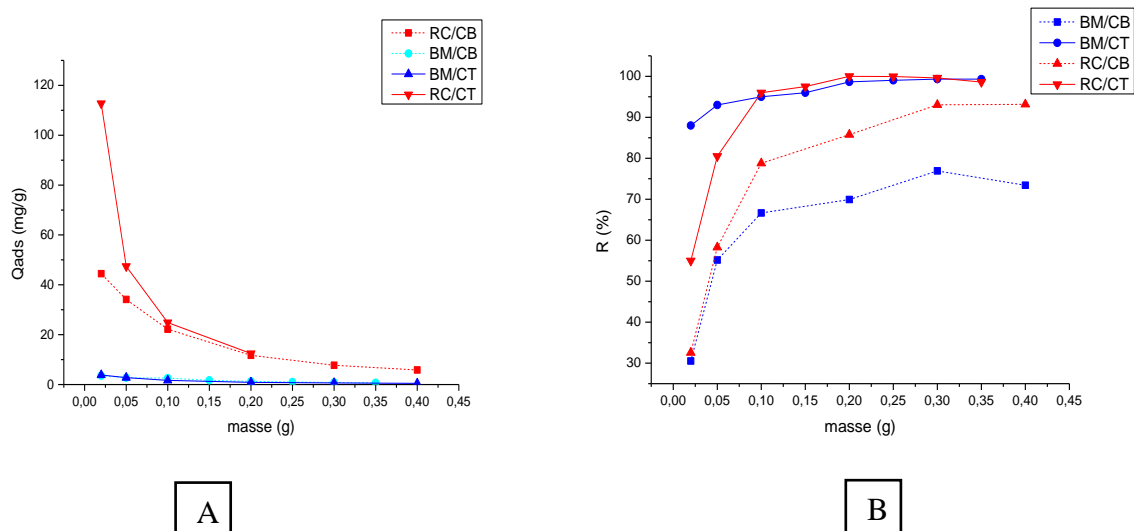 RC/CB
BM/CB
BM/CT
RC/CT
120
100
80
60
40
20
0
Qads (mg/g)
0,00 0,05 0,10 0,15 0,20 0,25 0,30 0,35 0,40 0,45
masse (g)
A
BM/CB
BM/CT
RC/CB
RC/CT
100
90
80
70
60
50
40
30
R (%)
0,00 0,05 0,10 0,15 0,20 0,25 0,30 0,35 0,40 0,45
masse (g)
B